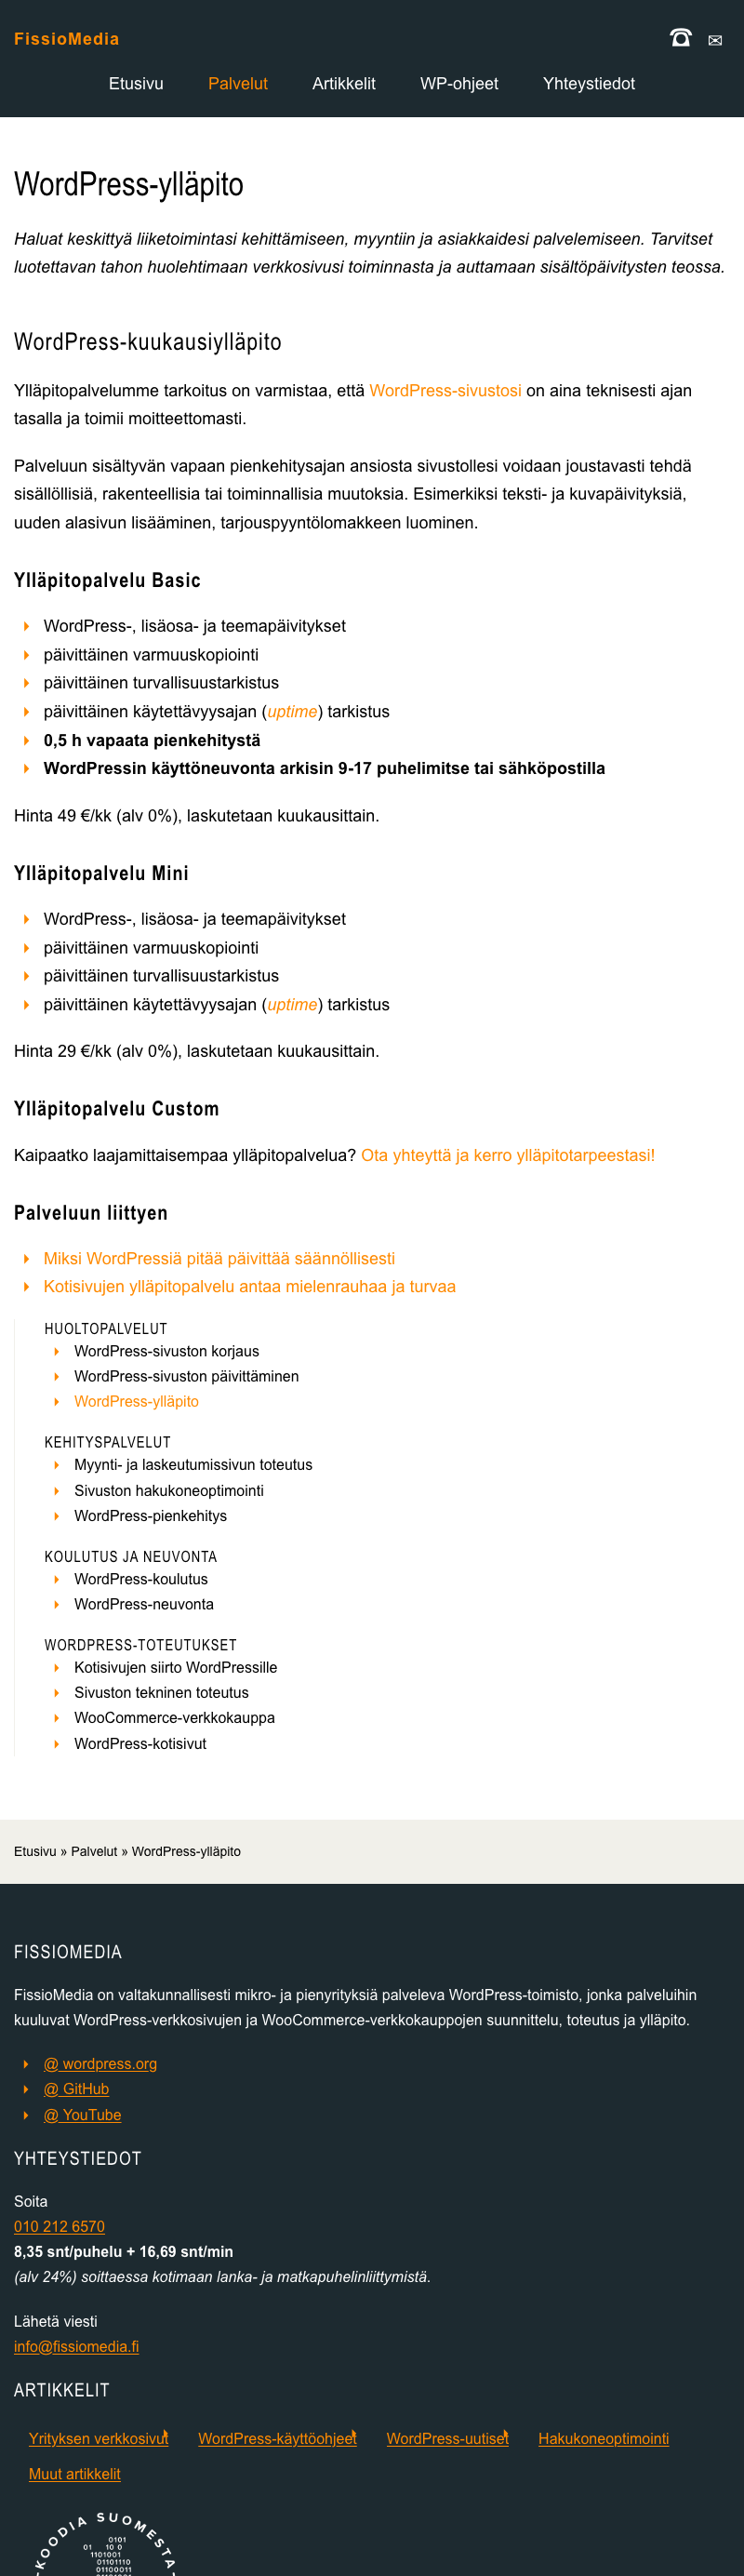 FissioMedia
☎ ✉
Etusivu Palvelut Artikkelit WP-ohjeet Yhteystiedot
WordPress-ylläpito
Haluat keskittyä liiketoimintasi kehittämiseen, myyntiin ja asiakkaidesi palvelemiseen. Tarvitset
luotettavan tahon huolehtimaan verkkosivusi toiminnasta ja auttamaan sisältöpäivitysten teossa.
WordPress-kuukausiylläpito
Ylläpitopalvelumme tarkoitus on varmistaa, että WordPress-sivustosi on aina teknisesti ajan
tasalla ja toimii moitteettomasti.
Palveluun sisältyvän vapaan pienkehitysajan ansiosta sivustollesi voidaan joustavasti tehdä
sisällöllisiä, rakenteellisia tai toiminnallisia muutoksia. Esimerkiksi teksti- ja kuvapäivityksiä,
uuden alasivun lisääminen, tarjouspyyntölomakkeen luominen.
Ylläpitopalvelu Basic
WordPress-, lisäosa- ja teemapäivitykset
päivittäinen varmuuskopiointi
päivittäinen turvallisuustarkistus
päivittäinen käytettävyysajan (uptime) tarkistus
0,5 h vapaata pienkehitystä
WordPressin käyttöneuvonta arkisin 9-17 puhelimitse tai sähköpostilla
Hinta 49 €/kk (alv 0%), laskutetaan kuukausittain.
Ylläpitopalvelu Mini
WordPress-, lisäosa- ja teemapäivitykset
päivittäinen varmuuskopiointi
päivittäinen turvallisuustarkistus
päivittäinen käytettävyysajan (uptime) tarkistus
Hinta 29 €/kk (alv 0%), laskutetaan kuukausittain.
Ylläpitopalvelu Custom
Kaipaatko laajamittaisempaa ylläpitopalvelua? Ota yhteyttä ja kerro ylläpitotarpeestasi!
Palveluun liittyen
Miksi WordPressiä pitää päivittää säännöllisesti
Kotisivujen ylläpitopalvelu antaa mielenrauhaa ja turvaa
HUOLTOPALVELUT
WordPress-sivuston korjaus
WordPress-sivuston päivittäminen
WordPress-ylläpito
KEHITYSPALVELUT
Myynti- ja laskeutumissivun toteutus
Sivuston hakukoneoptimointi
WordPress-pienkehitys
KOULUTUS JA NEUVONTA
WordPress-koulutus
WordPress-neuvonta
WORDPRESS-TOTEUTUKSET
Kotisivujen siirto WordPressille
Sivuston tekninen toteutus
WooCommerce-verkkokauppa
WordPress-kotisivut
Etusivu » Palvelut » WordPress-ylläpito
FISSIOMEDIA
FissioMedia on valtakunnallisesti mikro- ja pienyrityksiä palveleva WordPress-toimisto, jonka palveluihin
kuuluvat WordPress-verkkosivujen ja WooCommerce-verkkokauppojen suunnittelu, toteutus ja ylläpito.
@ wordpress.org
@ GitHub
@ YouTube
YHTEYSTIEDOT
Soita
010 212 6570
8,35 snt/puhelu + 16,69 snt/min
(alv 24%) soittaessa kotimaan lanka- ja matkapuhelinliittymistä.
Lähetä viesti
info@fissiomedia.fi
ARTIKKELIT
Yrityksen verkkosivut WordPress-käyttöohjeet WordPress-uutiset Hakukoneoptimointi
Muut artikkelit
-KOODIA SUOMESTA-
0101
01 10 0
1101001
01101110
01100011